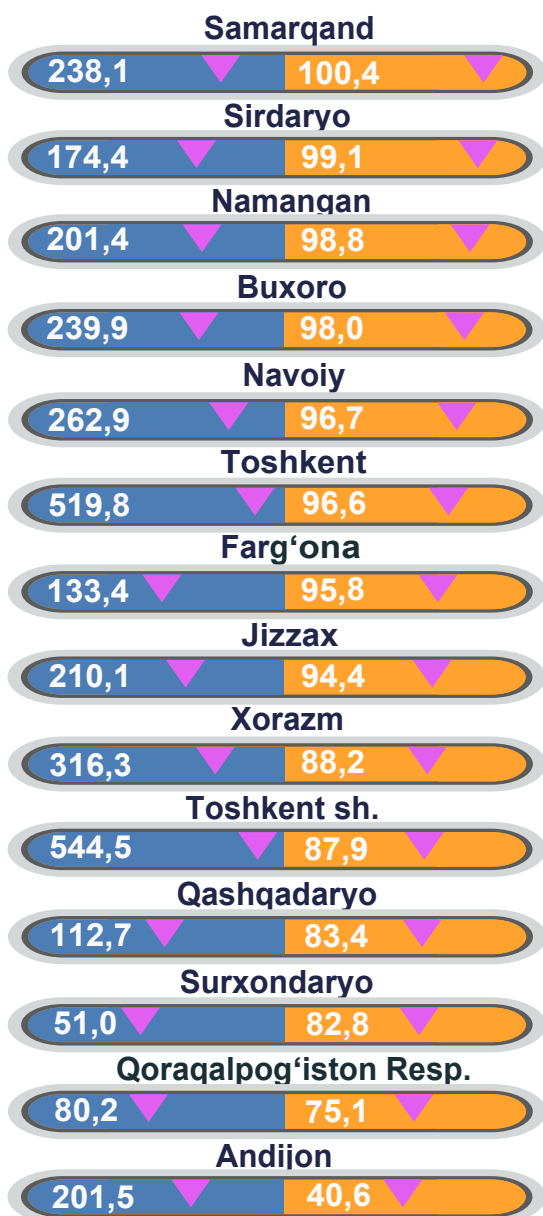 Samarqand
238,1 100,4
Sirdaryo
174,4 99,1
Namangan
201,4 98,8
Buxoro
239,9 98,0
Navoiy
262,9 96,7
Toshkent
519,8 96,6
Farg‘ona
133,4 95,8
Jizzax
210,1 94,4
Xorazm
316,3 88,2
Toshkent sh.
544,5 87,9
Qashqadaryo
112,7 83,4
Surxondaryo
51,0 82,8
Qoraqalpog‘iston Resp.
80,2 75,1
Andijon
201,5 40,6